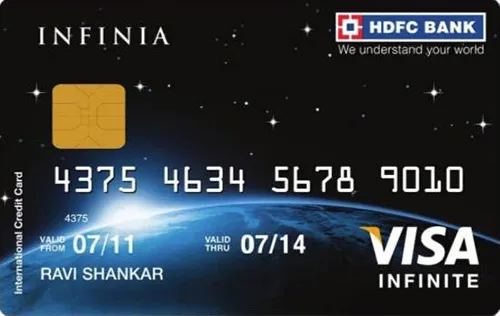 INFINIA
HDFC BANK
We understand your world
International Credit Card
4375 4634 5678 9010
4375
VALID FROM 07/11 VALID THRU 07/14
RAVI SHANKAR
VISA
INFINITE